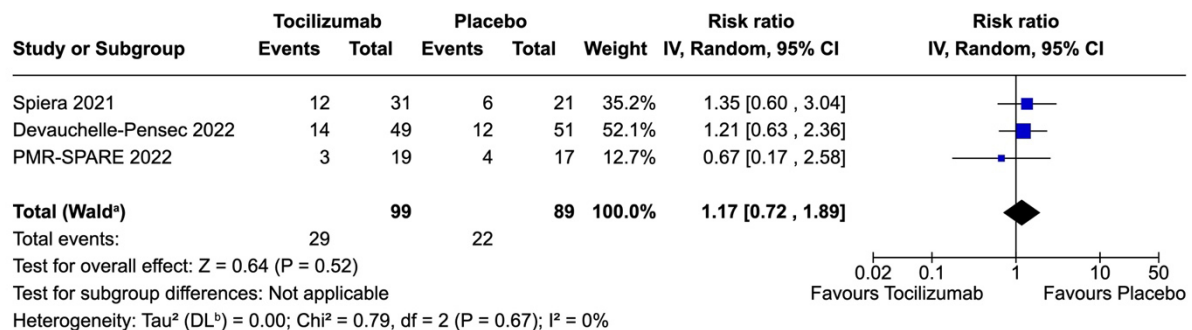 Tocilizumab Placebo Risk ratio Risk ratio
Study or Subgroup Events Total Events Total Weight IV, Random, 95% CI IV, Random, 95% CI
Spiera 2021 12 31 6 21 35.2% 1.35 [0.60 , 3.04]
Devauchelle-Pensec 2022 14 49 12 51 52.1% 1.21 [0.63 , 2.36]
PMR-SPARE 2022 3 19 4 17 12.7% 0.67 [0.17 , 2.58]
Total (Waldᵃ) 99 89 100.0% 1.17 [0.72 , 1.89]
Total events: 29 22
Test for overall effect: Z = 0.64 (P = 0.52)
Test for subgroup differences: Not applicable
Heterogeneity: Tau² (DLᵇ) = 0.00; Chi² = 0.79, df = 2 (P = 0.67); I² = 0%
0.02 0.1 1 10 50
Favours Tocilizumab Favours Placebo